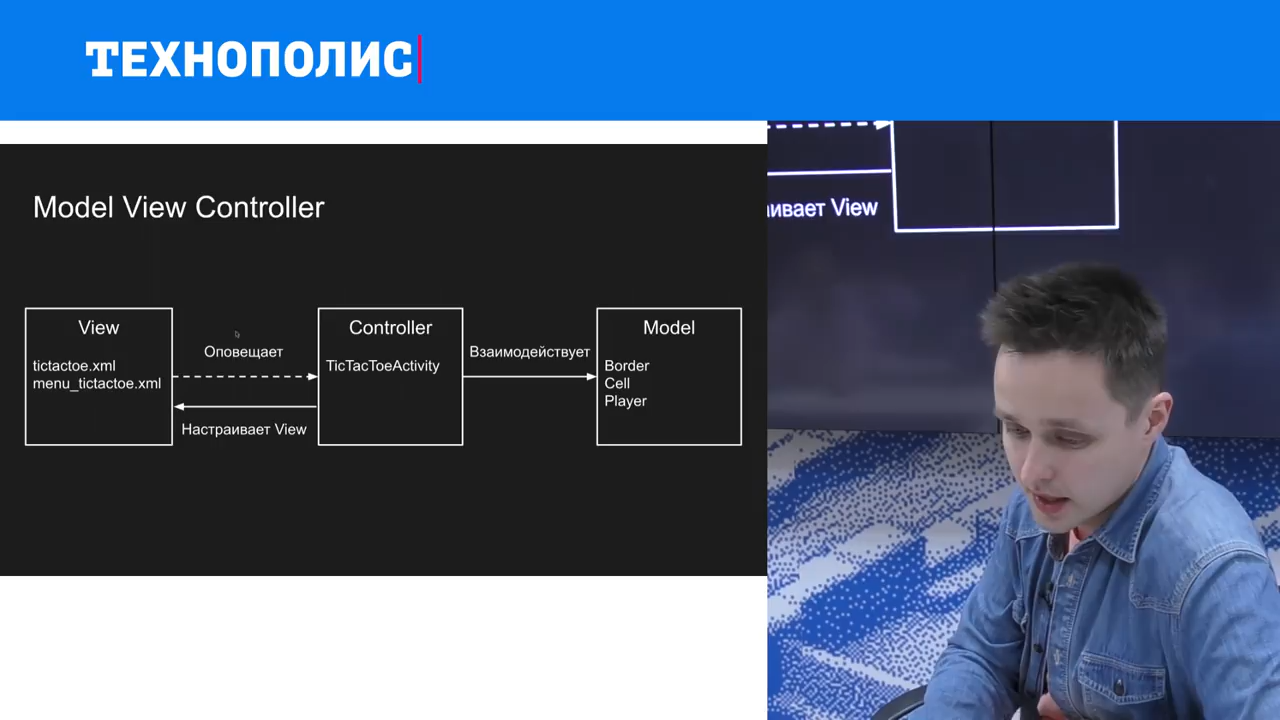 ТЕХНОПОЛИС
Model View Controller
View
tictactoe.xml
menu_tictactoe.xml
Оповещает
Настраивает View
Controller
TicTacToeActivity
Взаимодействует
Model
Border
Cell
Player
ивает View